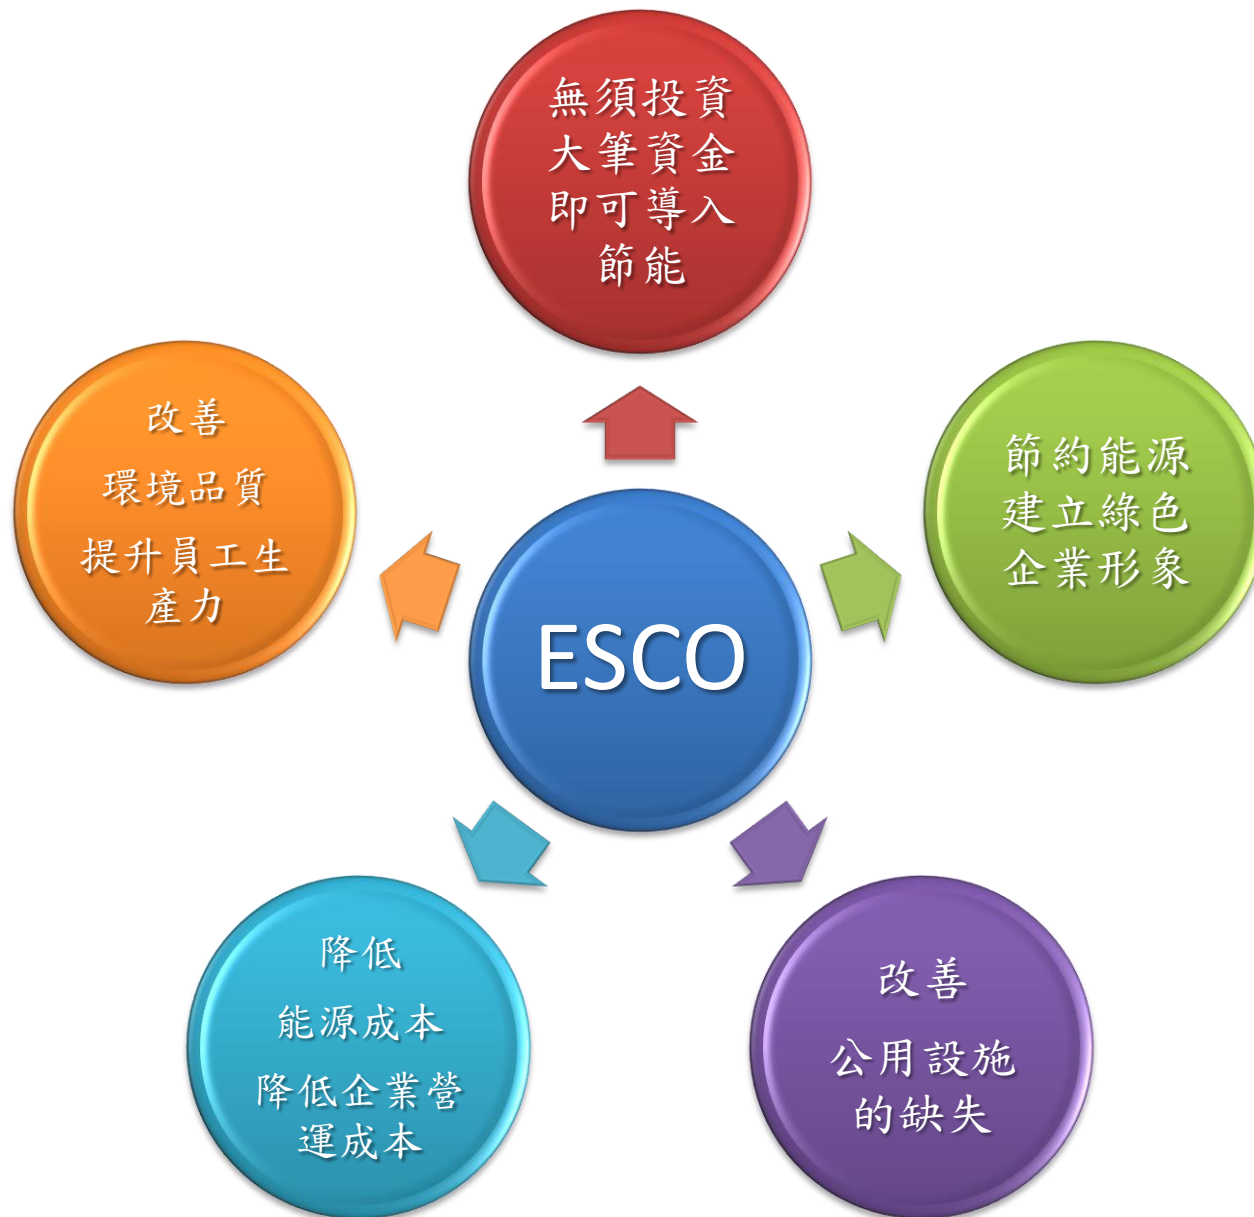 無須投資
大筆資金
即可導入
節能
節約能源
建立綠色
企業形象
改善
公用設施
的缺失
降低
能源成本
降低企業營
運成本
改善
環境品質
提升員工生
產力
ESCO